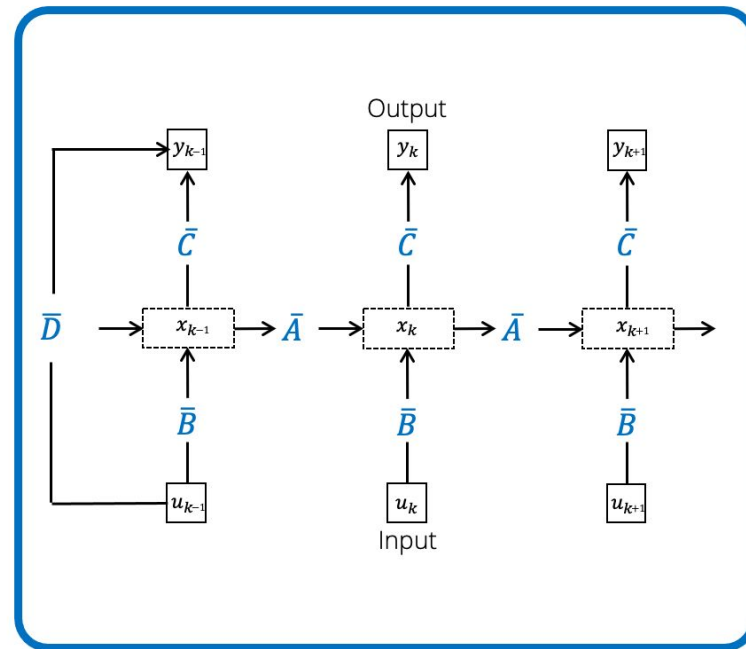 Output
y_{k-1} y_k y_{k+1}
C̄ C̄ C̄
D̄ x_{k-1} Ā x_k Ā x_{k+1}
B̄ B̄ B̄
u_{k-1} u_k u_{k+1}
Input